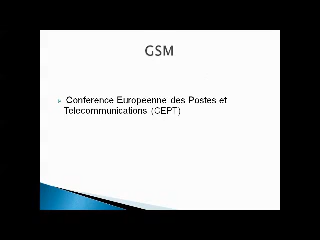 GSM
Conference Europeenne des Postes et
Telecommunications (CEPT)